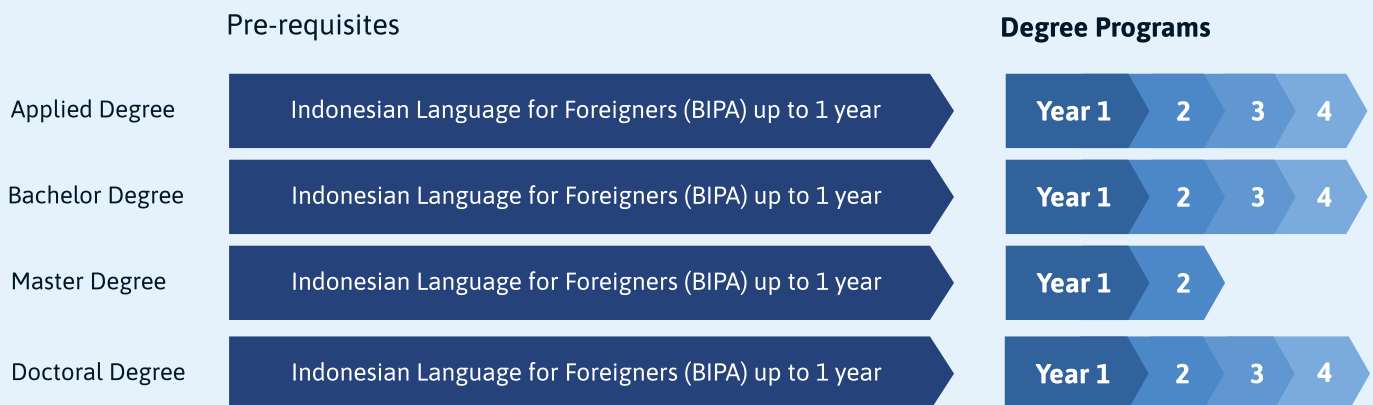 Pre-requisites Degree Programs
Applied Degree Indonesian Language for Foreigners (BIPA) up to 1 year Year 1 2 3 4
Bachelor Degree Indonesian Language for Foreigners (BIPA) up to 1 year Year 1 2 3 4
Master Degree Indonesian Language for Foreigners (BIPA) up to 1 year Year 1 2
Doctoral Degree Indonesian Language for Foreigners (BIPA) up to 1 year Year 1 2 3 4